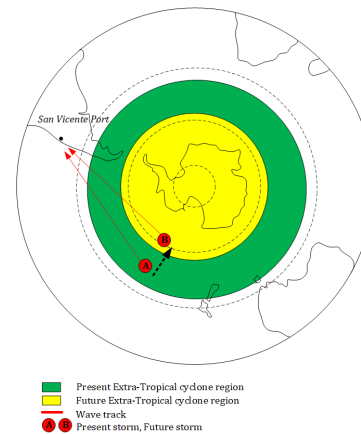 San Vicente Port
B
A
Present Extra-Tropical cyclone region
Future Extra-Tropical cyclone region
Wave track
A B Present storm, Future storm